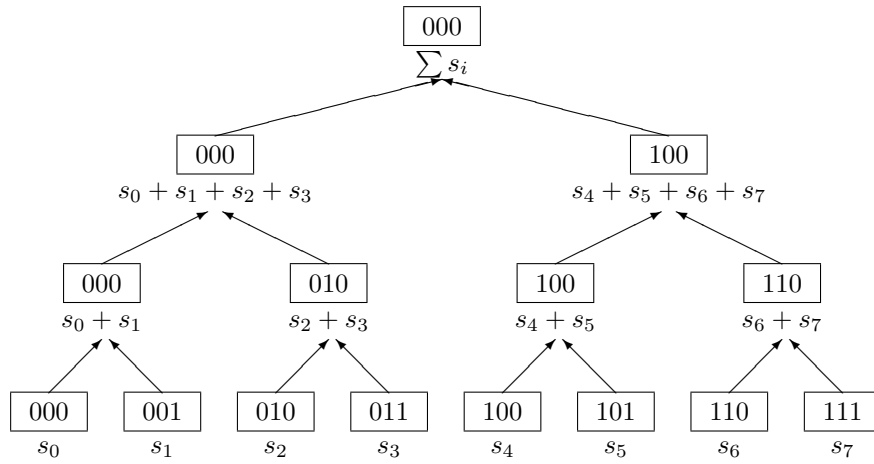 000
∑ s_i
000 100
s_0 + s_1 + s_2 + s_3 s_4 + s_5 + s_6 + s_7
000 010 100 110
s_0 + s_1 s_2 + s_3 s_4 + s_5 s_6 + s_7
000 001 010 011 100 101 110 111
s_0 s_1 s_2 s_3 s_4 s_5 s_6 s_7